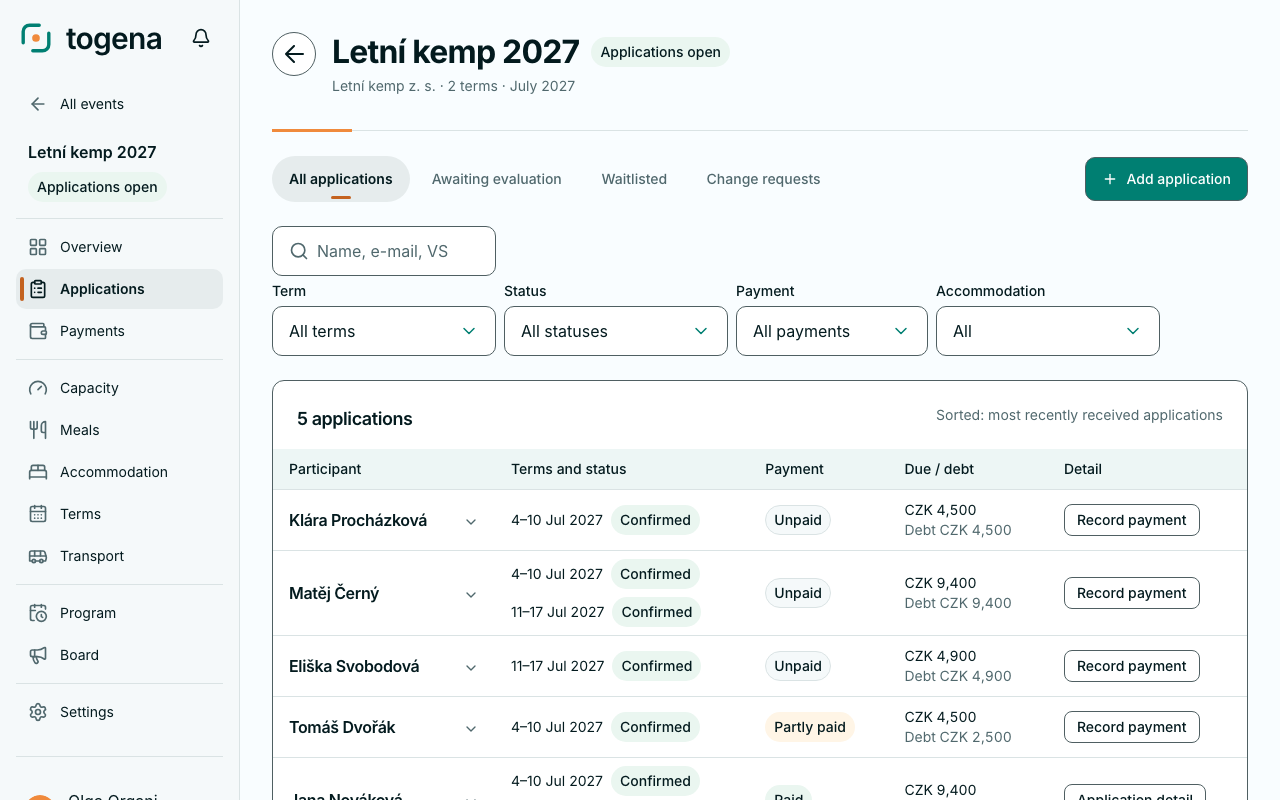 togena
All events
Letní kemp 2027
Applications open
Overview
Applications
Payments
Capacity
Meals
Accommodation
Terms
Transport
Program
Board
Settings
Letní kemp 2027 Applications open
Letní kemp z. s. · 2 terms · July 2027
All applications Awaiting evaluation Waitlisted Change requests + Add application
Name, e-mail, VS
Term Status Payment Accommodation
All terms All statuses All payments All
5 applications Sorted: most recently received applications
Participant Terms and status Payment Due / debt Detail
Klára Procházková 4–10 Jul 2027 Confirmed Unpaid CZK 4,500 Record payment
Debt CZK 4,500
4–10 Jul 2027 Confirmed
Matěj Černý Unpaid CZK 9,400 Record payment
Debt CZK 9,400
11–17 Jul 2027 Confirmed
Eliška Svobodová 11–17 Jul 2027 Confirmed Unpaid CZK 4,900 Record payment
Debt CZK 4,900
Tomáš Dvořák 4–10 Jul 2027 Confirmed Partly paid CZK 4,500 Record payment
Debt CZK 2,500
4–10 Jul 2027 Confirmed
Jana Nováková Paid CZK 9,400 Application detail